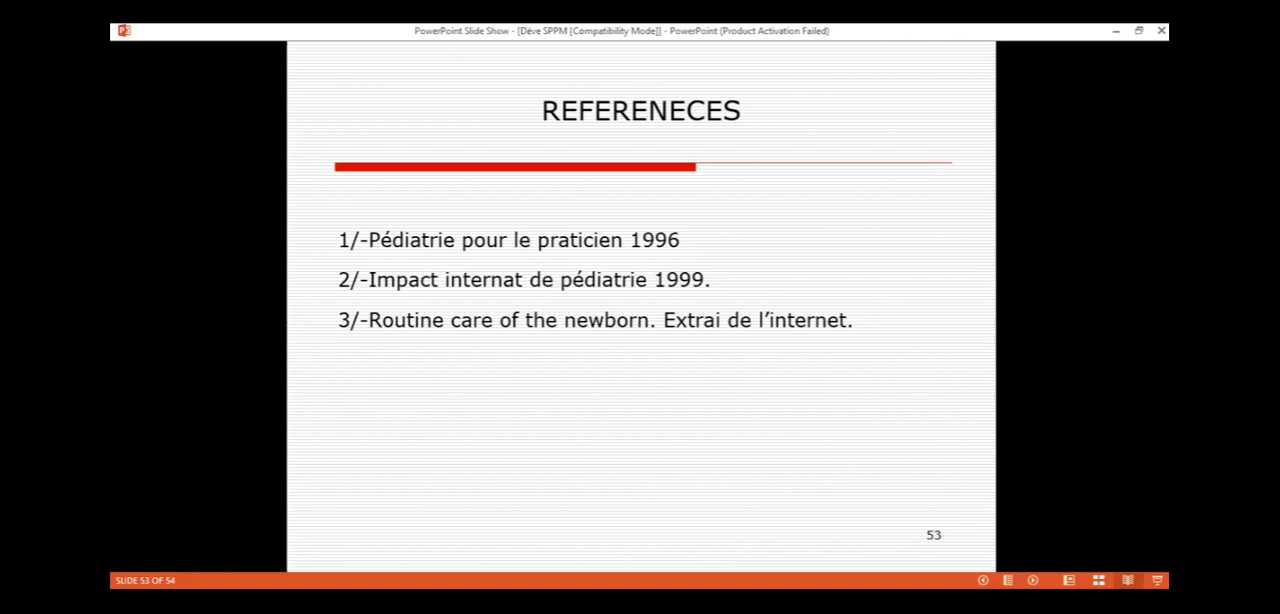 PowerPoint Slide Show - [Déve SPPM [Compatibility Mode]] - PowerPoint (Product Activation Failed)
REFERENECES
1/-Pédiatrie pour le praticien 1996
2/-Impact internat de pédiatrie 1999.
3/-Routine care of the newborn. Extrai de l’internet.
53
SLIDE 53 OF 54